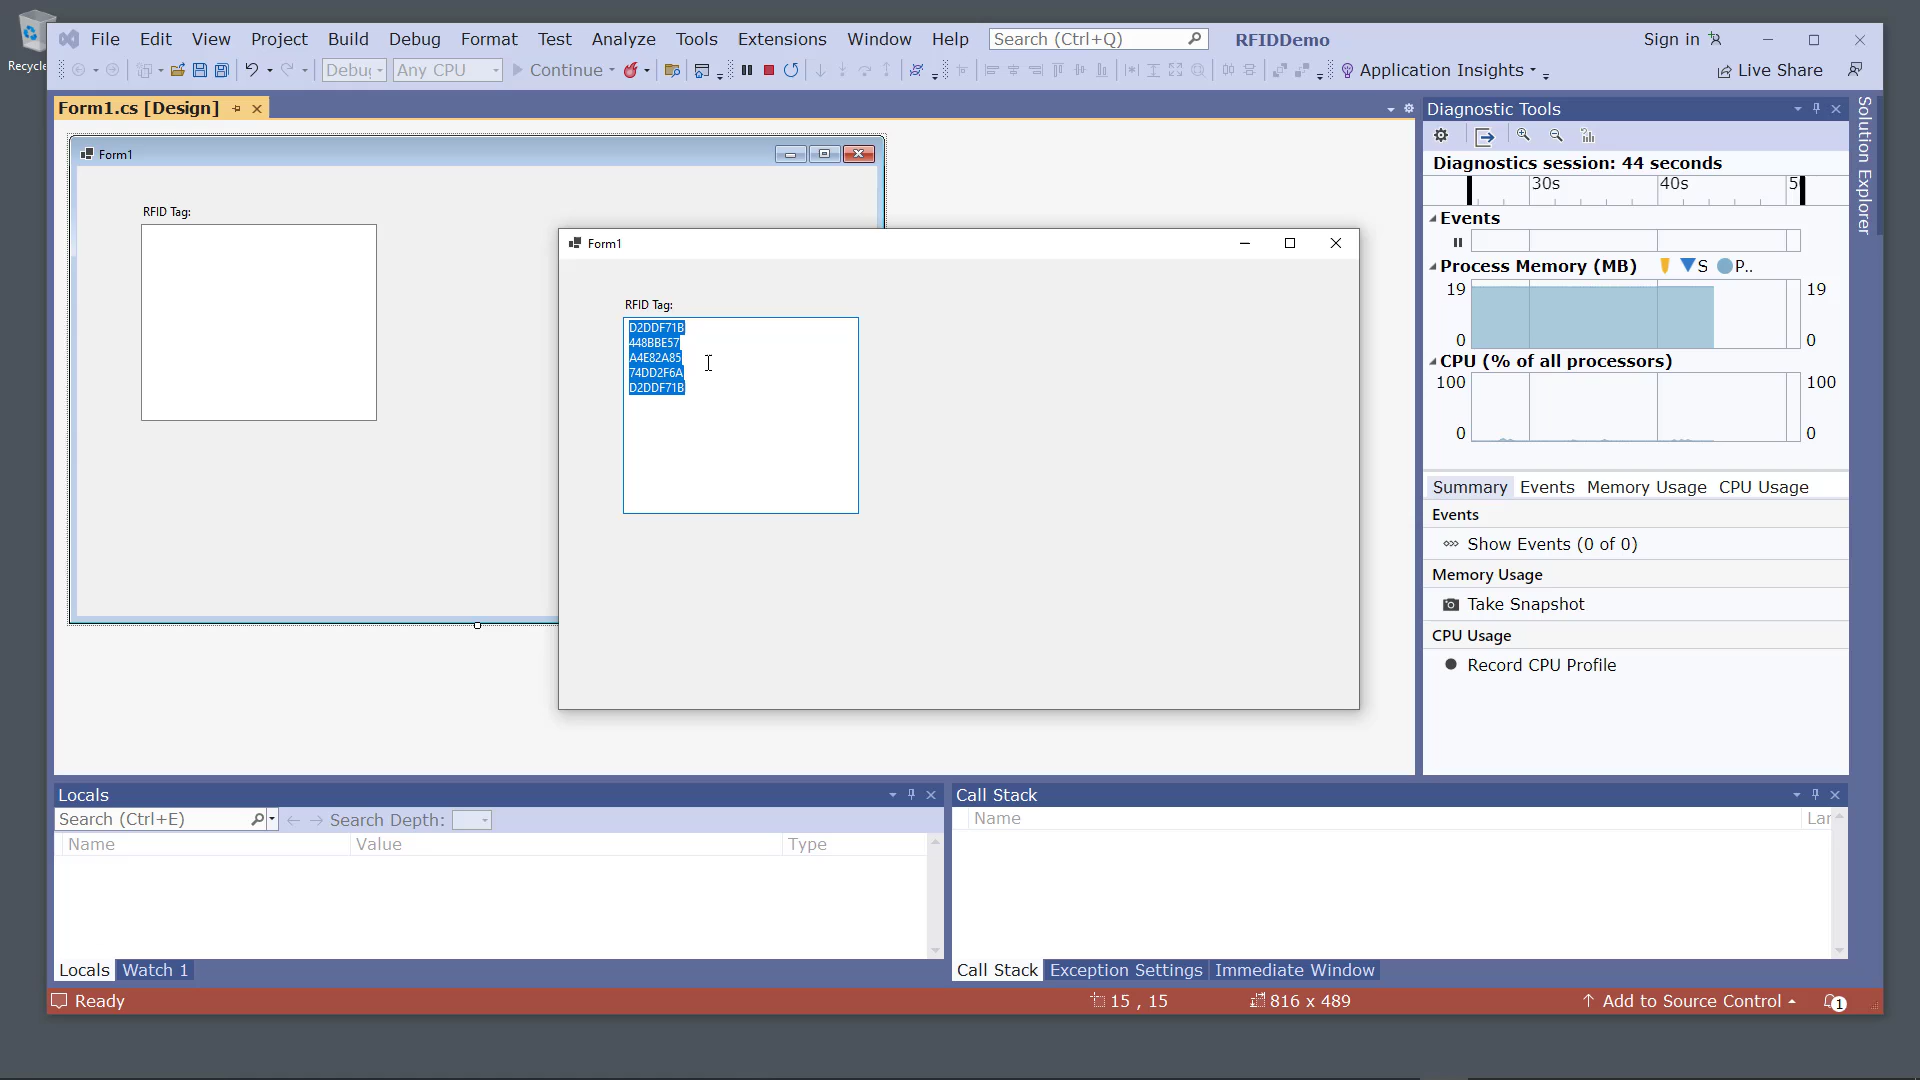 Recycle
File Edit View Project Build Debug Format Test Analyze Tools Extensions Window Help Search (Ctrl+Q) RFIDDemo Sign in
Debug Any CPU Continue Application Insights Live Share
Form1.cs [Design]
Form1
RFID Tag:
Form1
RFID Tag:
D2DDF71B
448BBE57
A4E82A85
74DD2F6A
D2DDF71B
Diagnostic Tools
Diagnostics session: 44 seconds
30s 40s 50
Events
Process Memory (MB) S P..
19 19
0 0
CPU (% of all processors)
100 100
0 0
Summary Events Memory Usage CPU Usage
Events
Show Events (0 of 0)
Memory Usage
Take Snapshot
CPU Usage
Record CPU Profile
Solution Explorer
Locals
Search (Ctrl+E) Search Depth:
Name Value Type
Locals Watch 1
Call Stack
Name Lar
Call Stack Exception Settings Immediate Window
Ready 15 , 15 816 x 489 Add to Source Control 1